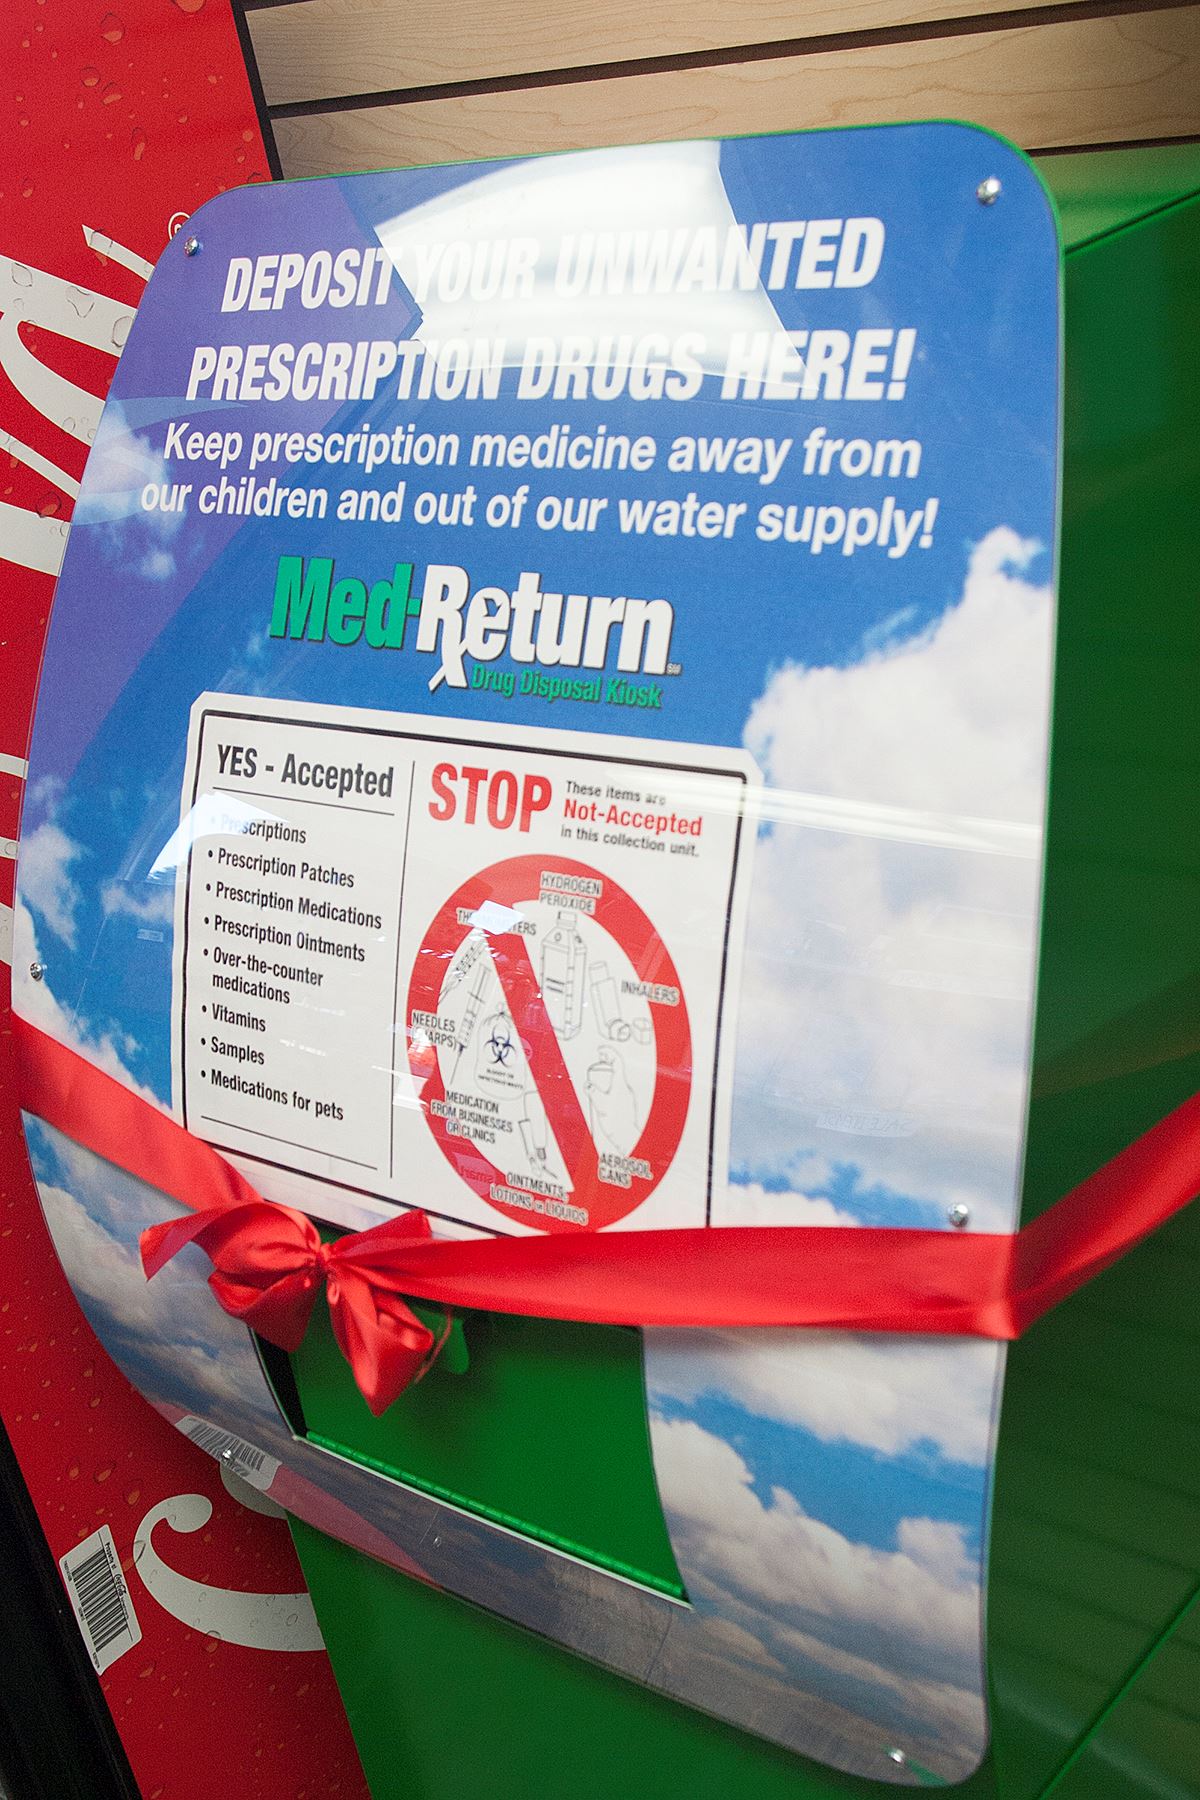 DEPOSIT YOUR UNWANTED
PRESCRIPTION DRUGS HERE!
Keep prescription medicine away from
our children and out of our water supply!
Med-Return
Drug Disposal Kiosk
YES - Accepted
• Prescriptions
• Prescription Patches
• Prescription Medications
• Prescription Ointments
• Over-the-counter
medications
• Vitamins
• Samples
• Medications for pets
STOP
These items are
Not-Accepted
in this collection unit.
HYDROGEN
PEROXIDE
THERMOMETERS
INHALERS
NEEDLES
(SHARPS)
MEDICATION
FROM BUSINESSES
OR CLINICS
AEROSOL
CANS
OINTMENTS,
LOTIONS or LIQUIDS